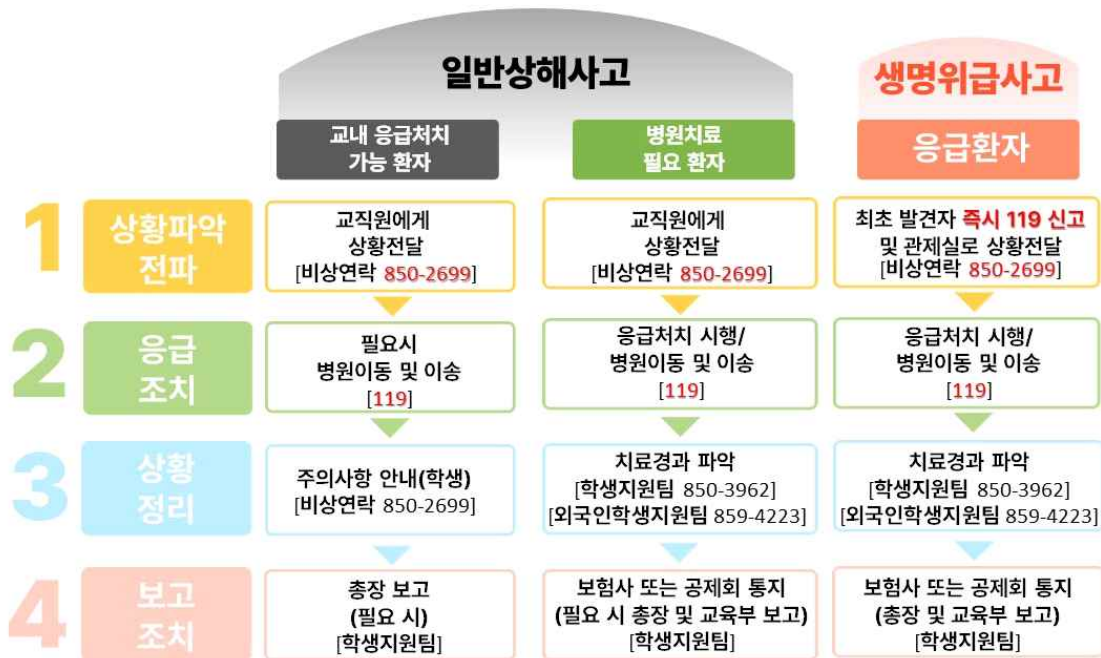 일반상해사고
생명위급사고
교내 응급처치
가능 환자
병원치료
필요 환자
응급환자
1
상황파악
전파
교직원에게
상황전달
[비상연락 850-2699]
교직원에게
상황전달
[비상연락 850-2699]
최초 발견자 즉시 119 신고
및 관제실로 상황전달
[비상연락 850-2699]
2
응급
조치
필요시
병원이동 및 이송
[119]
응급처치 시행/
병원이동 및 이송
[119]
응급처치 시행/
병원이동 및 이송
[119]
3
상황
정리
주의사항 안내(학생)
[비상연락 850-2699]
치료경과 파악
[학생지원팀 850-3962]
[외국인학생지원팀 859-4223]
치료경과 파악
[학생지원팀 850-3962]
[외국인학생지원팀 859-4223]
4
보고
조치
총장 보고
(필요 시)
[학생지원팀]
보험사 또는 공제회 통지
(필요 시 총장 및 교육부 보고)
[학생지원팀]
보험사 또는 공제회 통지
(총장 및 교육부 보고)
[학생지원팀]